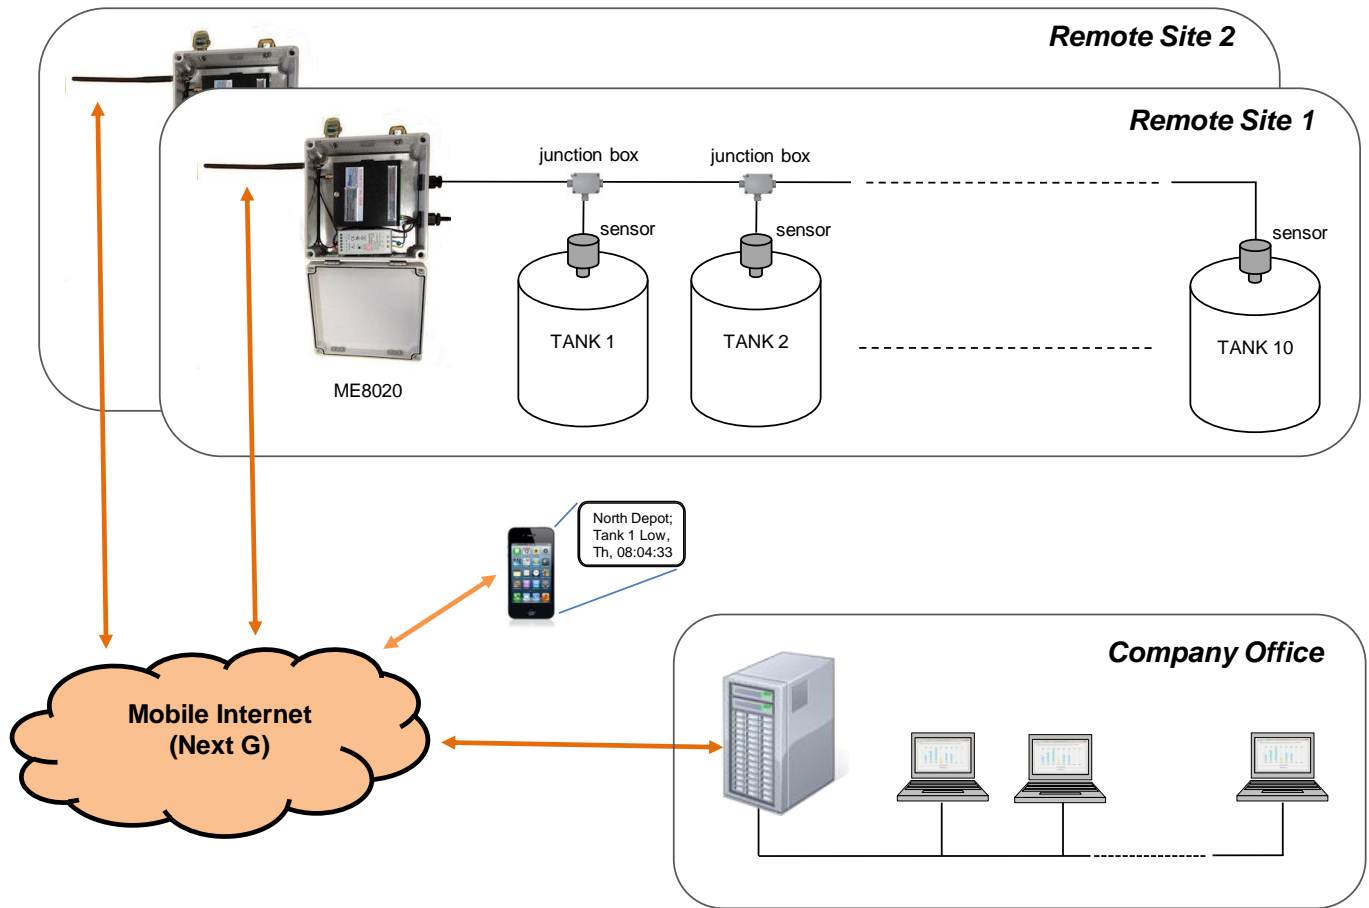 Remote Site 2
Remote Site 1
junction box
junction box
sensor
sensor
sensor
TANK 1
TANK 2
TANK 10
ME8020
North Depot;
Tank 1 Low,
Th, 08:04:33
Company Office
Mobile Internet
(Next G)